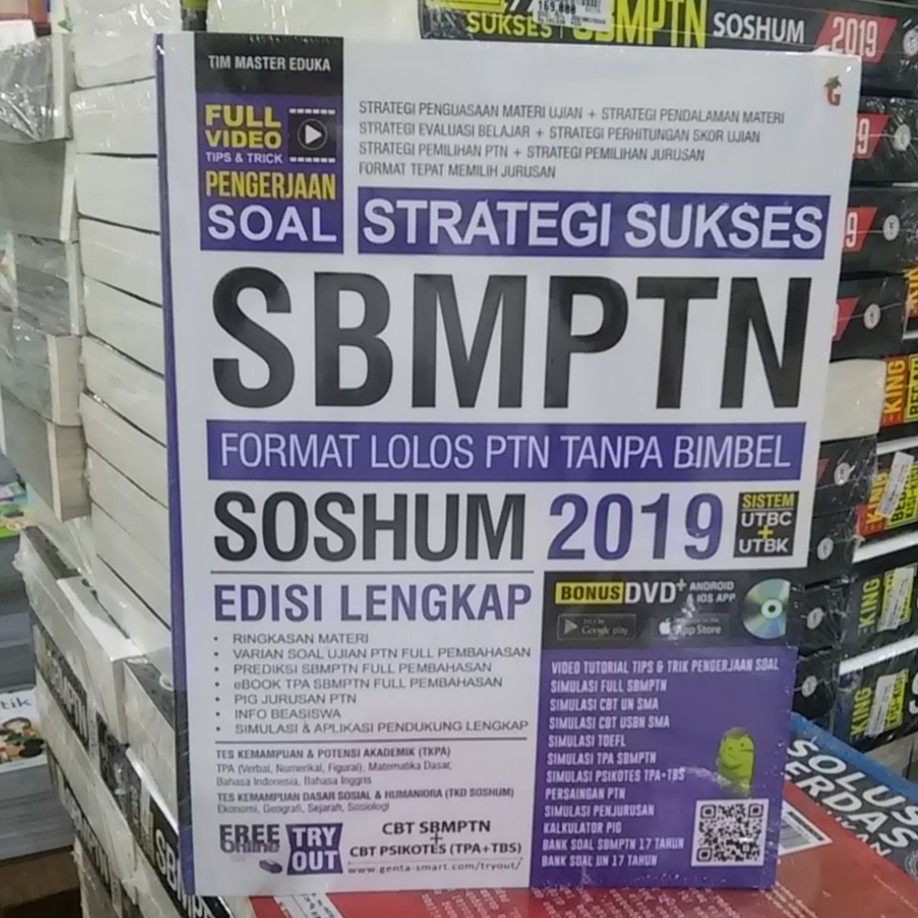 169,000
SUKSES SBMPTN SOSHUM 2019
TIM MASTER EDUKA
FULL
VIDEO
TIPS & TRICK
PENGERJAAN
SOAL
STRATEGI PENGUASAAN MATERI UJIAN + STRATEGI PENDALAMAN MATERI
STRATEGI EVALUASI BELAJAR + STRATEGI PERHITUNGAN SKOR UJIAN
STRATEGI PEMILIHAN PTN + STRATEGI PEMILIHAN JURUSAN
FORMAT TEPAT MEMILIH JURUSAN
STRATEGI SUKSES
SBMPTN
FORMAT LOLOS PTN TANPA BIMBEL
SOSHUM 2019
SISTEM
UTBC
+
UTBK
EDISI LENGKAP
• RINGKASAN MATERI
• VARIAN SOAL UJIAN PTN FULL PEMBAHASAN
• PREDIKSI SBMPTN FULL PEMBAHASAN
• eBOOK TPA SBMPTN FULL PEMBAHASAN
• PIG JURUSAN PTN
• INFO BEASISWA
• SIMULASI & APLIKASI PENDUKUNG LENGKAP
TES KEMAMPUAN & POTENSI AKADEMIK (TKPA)
TPA (Verbal, Numerikal, Figural), Matematika Dasar,
Bahasa Indonesia, Bahasa Inggris
TES KEMAMPUAN DASAR SOSIAL & HUMANIORA (TKD SOSHUM)
Ekonomi, Geografi, Sejarah, Sosiologi
FREE
Online
TRY
OUT
CBT SBMPTN
+
CBT PSIKOTES (TPA+TBS)
www.genta-smart.com/tryout/
BONUS DVD+ ANDROID
& IOS APP
Google play
App Store
VIDEO TUTORIAL TIPS & TRIK PENGERJAAN SOAL
SIMULASI FULL SBMPTN
SIMULASI CBT UN SMA
SIMULASI CBT USBN SMA
SIMULASI TOEFL
SIMULASI TPA SBMPTN
SIMULASI PSIKOTES TPA+TBS
PERSAINGAN PTN
SIMULASI PENJURUSAN
KALKULATOR PIG
BANK SOAL SBMPTN 17 TAHUN
BANK SOAL UN 17 TAHUN